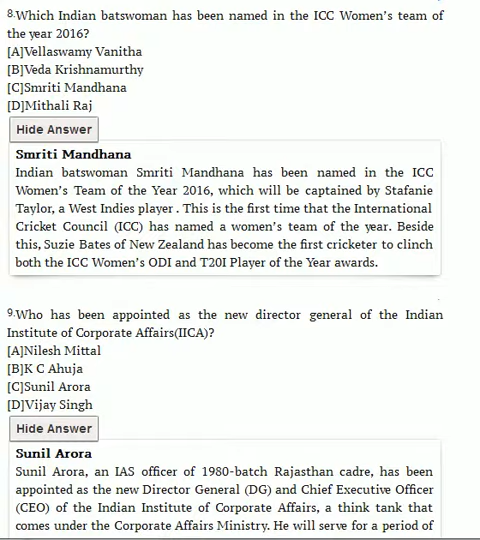 8.Which Indian batswoman has been named in the ICC Women's team of
the year 2016?
[A]Vellaswamy Vanitha
[B]Veda Krishnamurthy
[C]Smriti Mandhana
[D]Mithali Raj
Hide Answer
Smriti Mandhana
Indian batswoman Smriti Mandhana has been named in the ICC
Women's Team of the Year 2016, which will be captained by Stafanie
Taylor, a West Indies player . This is the first time that the International
Cricket Council (ICC) has named a women's team of the year. Beside
this, Suzie Bates of New Zealand has become the first cricketer to clinch
both the ICC Women's ODI and T20I Player of the Year awards.
9.Who has been appointed as the new director general of the Indian
Institute of Corporate Affairs(IICA)?
[A]Nilesh Mittal
[B]K C Ahuja
[C]Sunil Arora
[D]Vijay Singh
Hide Answer
Sunil Arora
Sunil Arora, an IAS officer of 1980-batch Rajasthan cadre, has been
appointed as the new Director General (DG) and Chief Executive Officer
(CEO) of the Indian Institute of Corporate Affairs, a think tank that
comes under the Corporate Affairs Ministry. He will serve for a period of